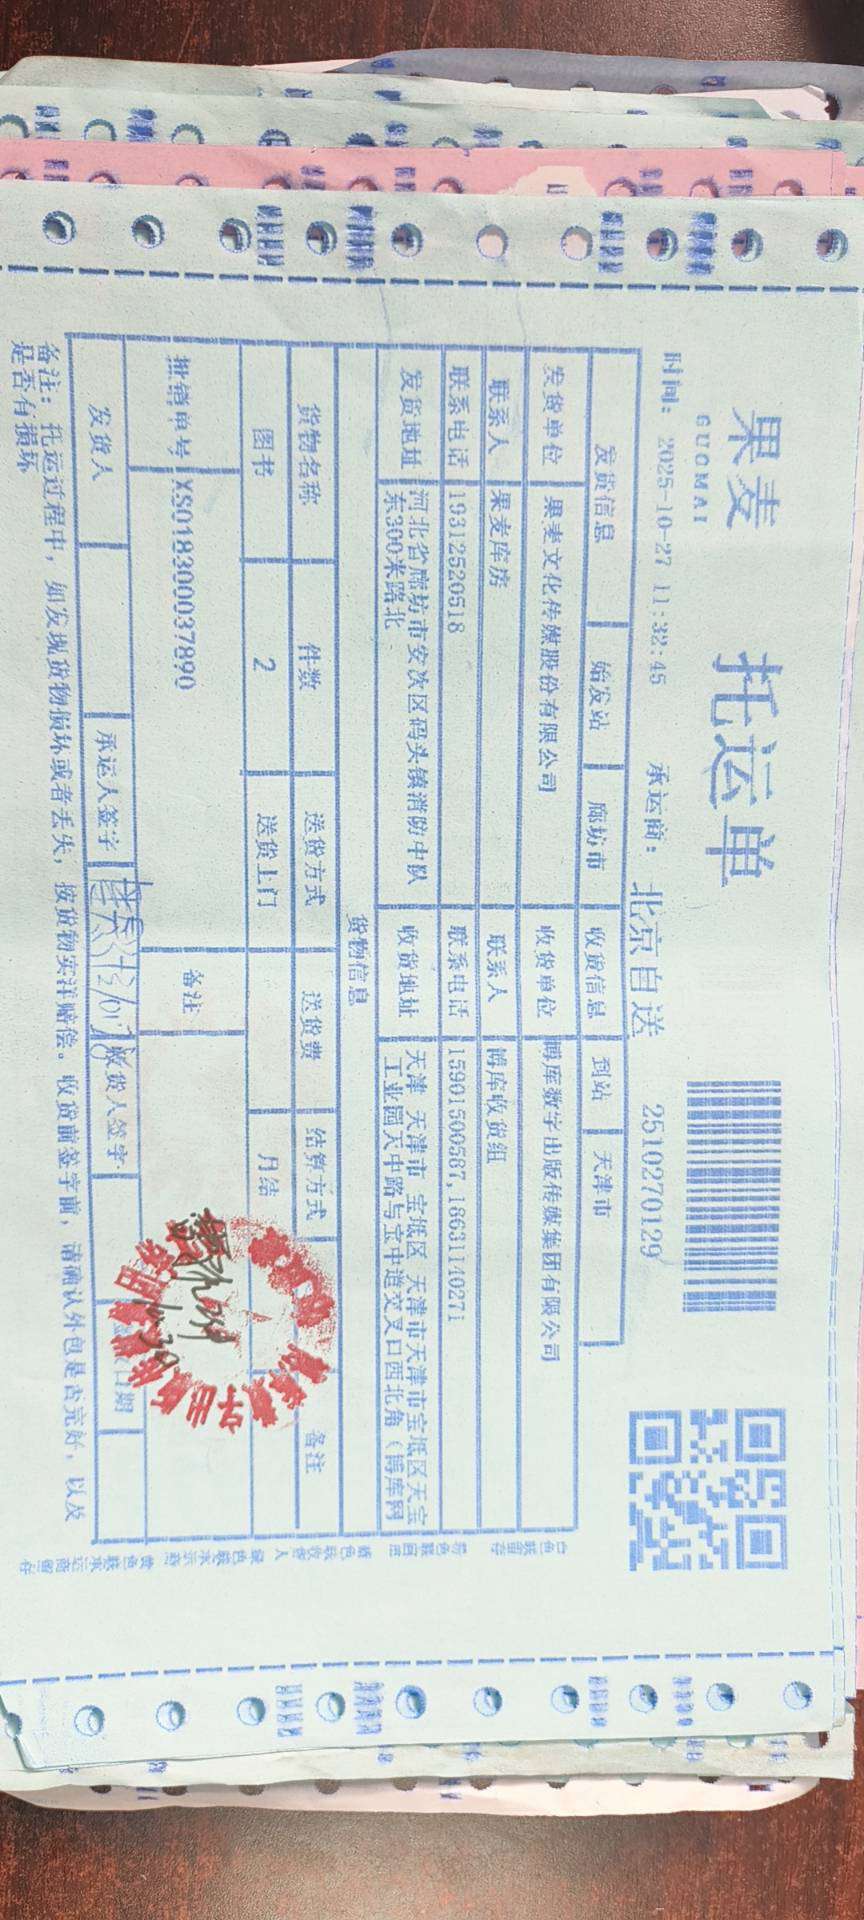 果麦
GUOMAI
托运单
时间: 2025-10-27 11:32:45 承运商: 北京自送 2510270129
发货信息 始发站 廊坊市 收货信息 到站 天津市
发货单位 果麦文化传媒股份有限公司 收货单位 博库数字出版传媒集团有限公司
联系人 果麦库房 联系人 博库收货组
联系电话 19312520518 联系电话 15901500587,18631140271
发货地址 河北省廊坊市安次区码头镇消防中队 收货地址 天津 天津市 宝坻区 天津市天津市宝坻区天宝
东300米路北 工业园天中路与宝中道交叉口西北角（博库网
货物信息
货物名称 件数 送货方式 送货费 结算方式 备注
图书 2 送货上门 月结
批销单号 XS018300037890 备注
发货人 承运人签字 收货人签字 日期
备注: 托运过程中, 如发现货物损坏或者丢失, 按货物实洋赔偿。收货前签字前, 请确认外包是否完好, 以及
是否有损坏